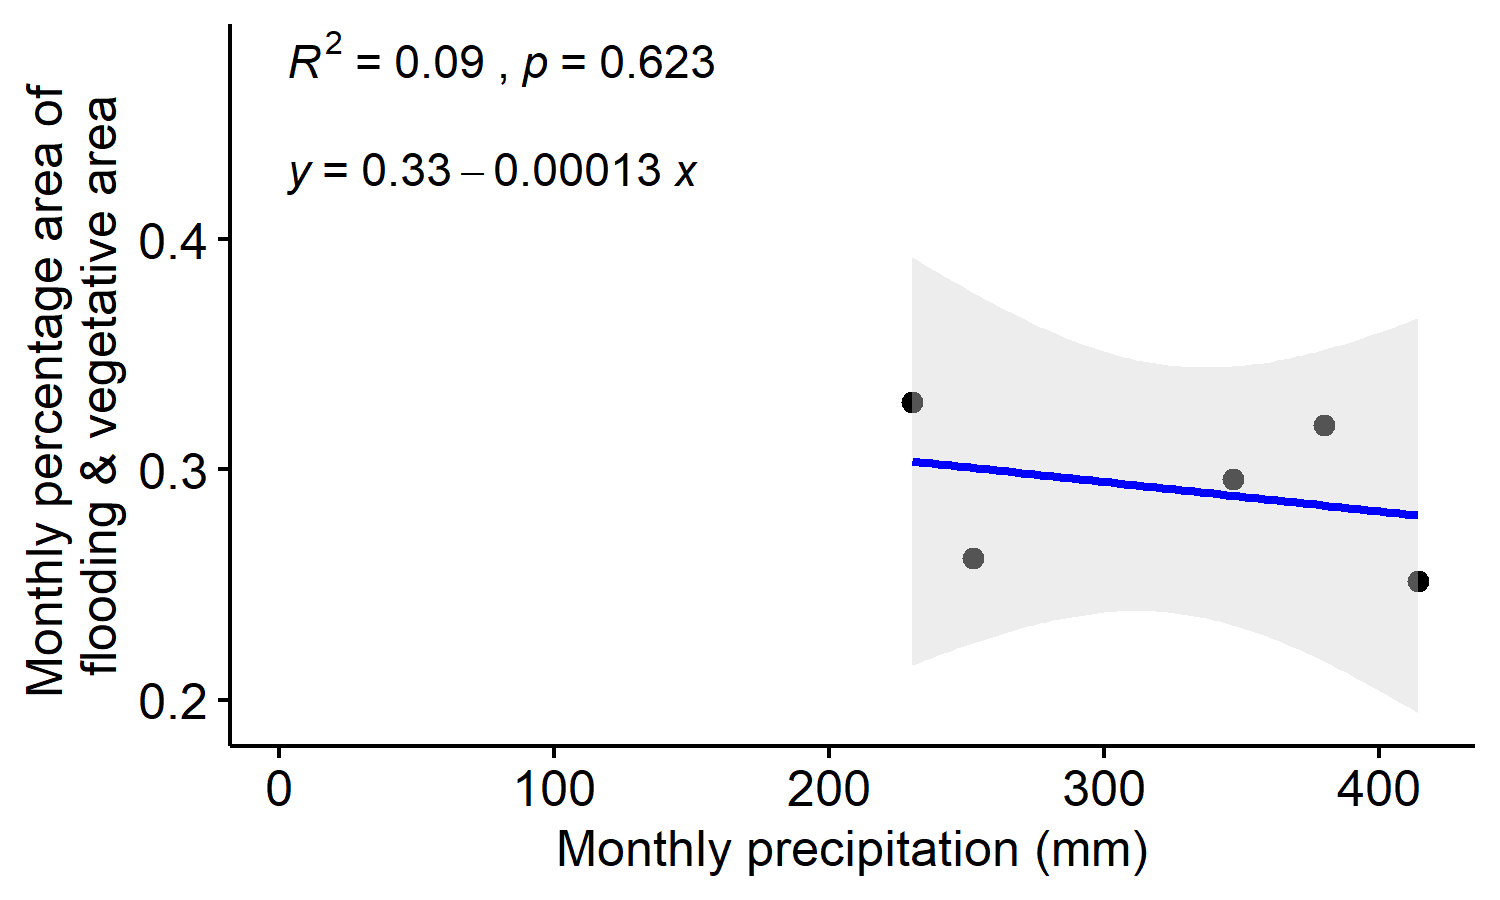 R² = 0.09 , p = 0.623
y = 0.33 – 0.00013 x
Monthly percentage area of
flooding & vegetative area
0.4
0.3
0.2
0 100 200 300 400
Monthly precipitation (mm)